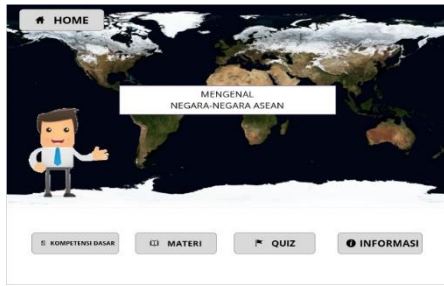 HOME
MENGENAL
NEGARA-NEGARA ASEAN
KOMPETENSI DASAR
MATERI
QUIZ
INFORMASI